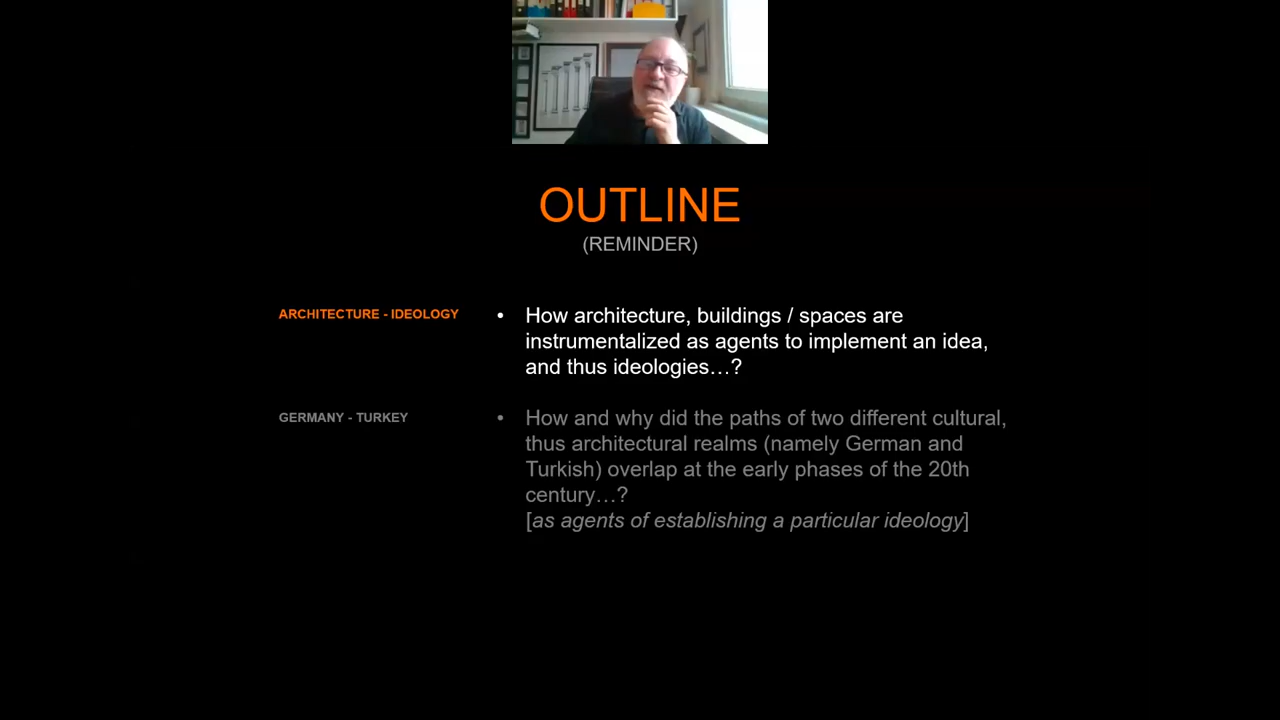 OUTLINE
(REMINDER)
ARCHITECTURE - IDEOLOGY
• How architecture, buildings / spaces are
instrumentalized as agents to implement an idea,
and thus ideologies…?
GERMANY - TURKEY
• How and why did the paths of two different cultural,
thus architectural realms (namely German and
Turkish) overlap at the early phases of the 20th
century…?
[as agents of establishing a particular ideology]